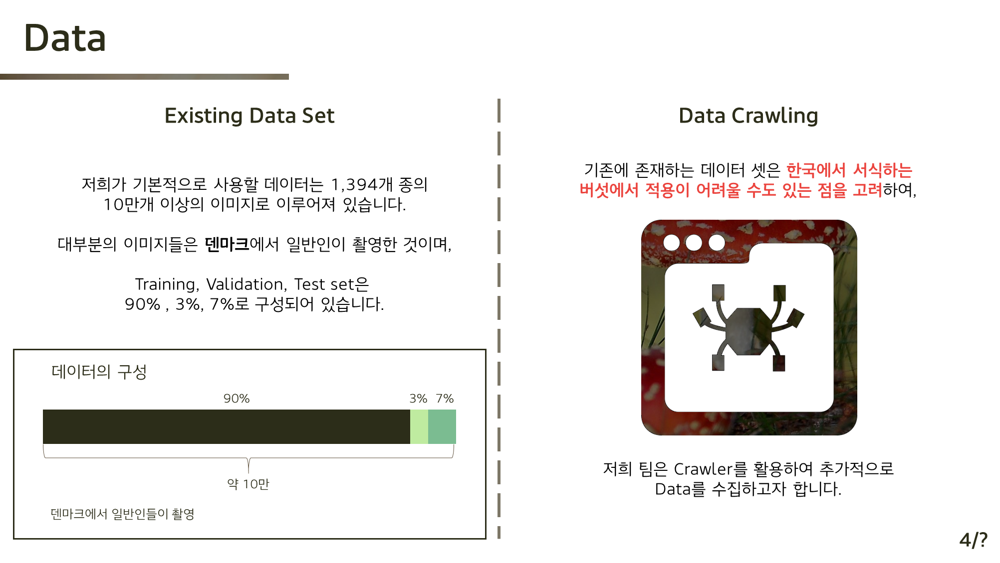 Data
Existing Data Set
저희가 기본적으로 사용할 데이터는 1,394개 종의
10만개 이상의 이미지로 이루어져 있습니다.
대부분의 이미지들은 덴마크에서 일반인이 촬영한 것이며,
Training, Validation, Test set은
90% , 3%, 7%로 구성되어 있습니다.
데이터의 구성
90% 3% 7%
약 10만
덴마크에서 일반인들이 촬영
Data Crawling
기존에 존재하는 데이터 셋은 한국에서 서식하는
버섯에서 적용이 어려울 수도 있는 점을 고려하여,
저희 팀은 Crawler를 활용하여 추가적으로
Data를 수집하고자 합니다.
4/?